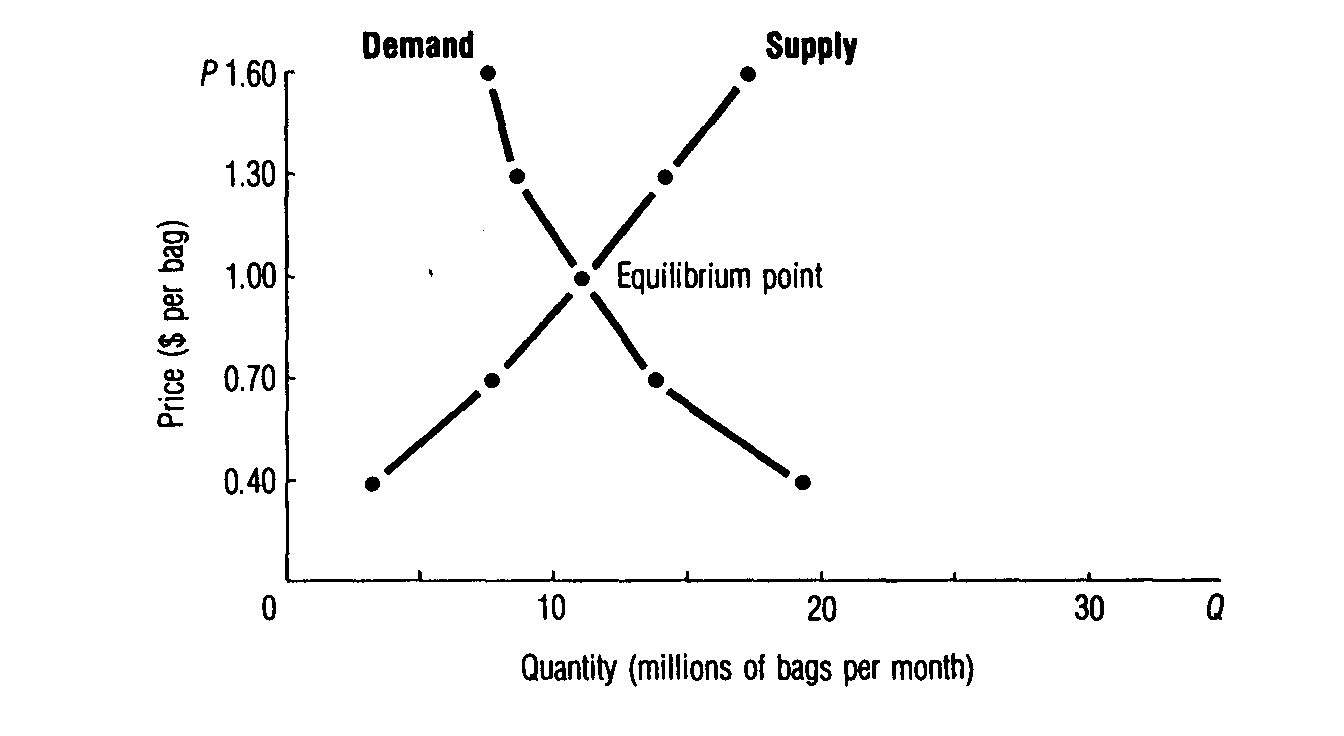 Demand
Supply
P 1.60
1.30
1.00
0.70
0.40
Equilibrium point
Price ($ per bag)
0
10
20
30
Q
Quantity (millions of bags per month)